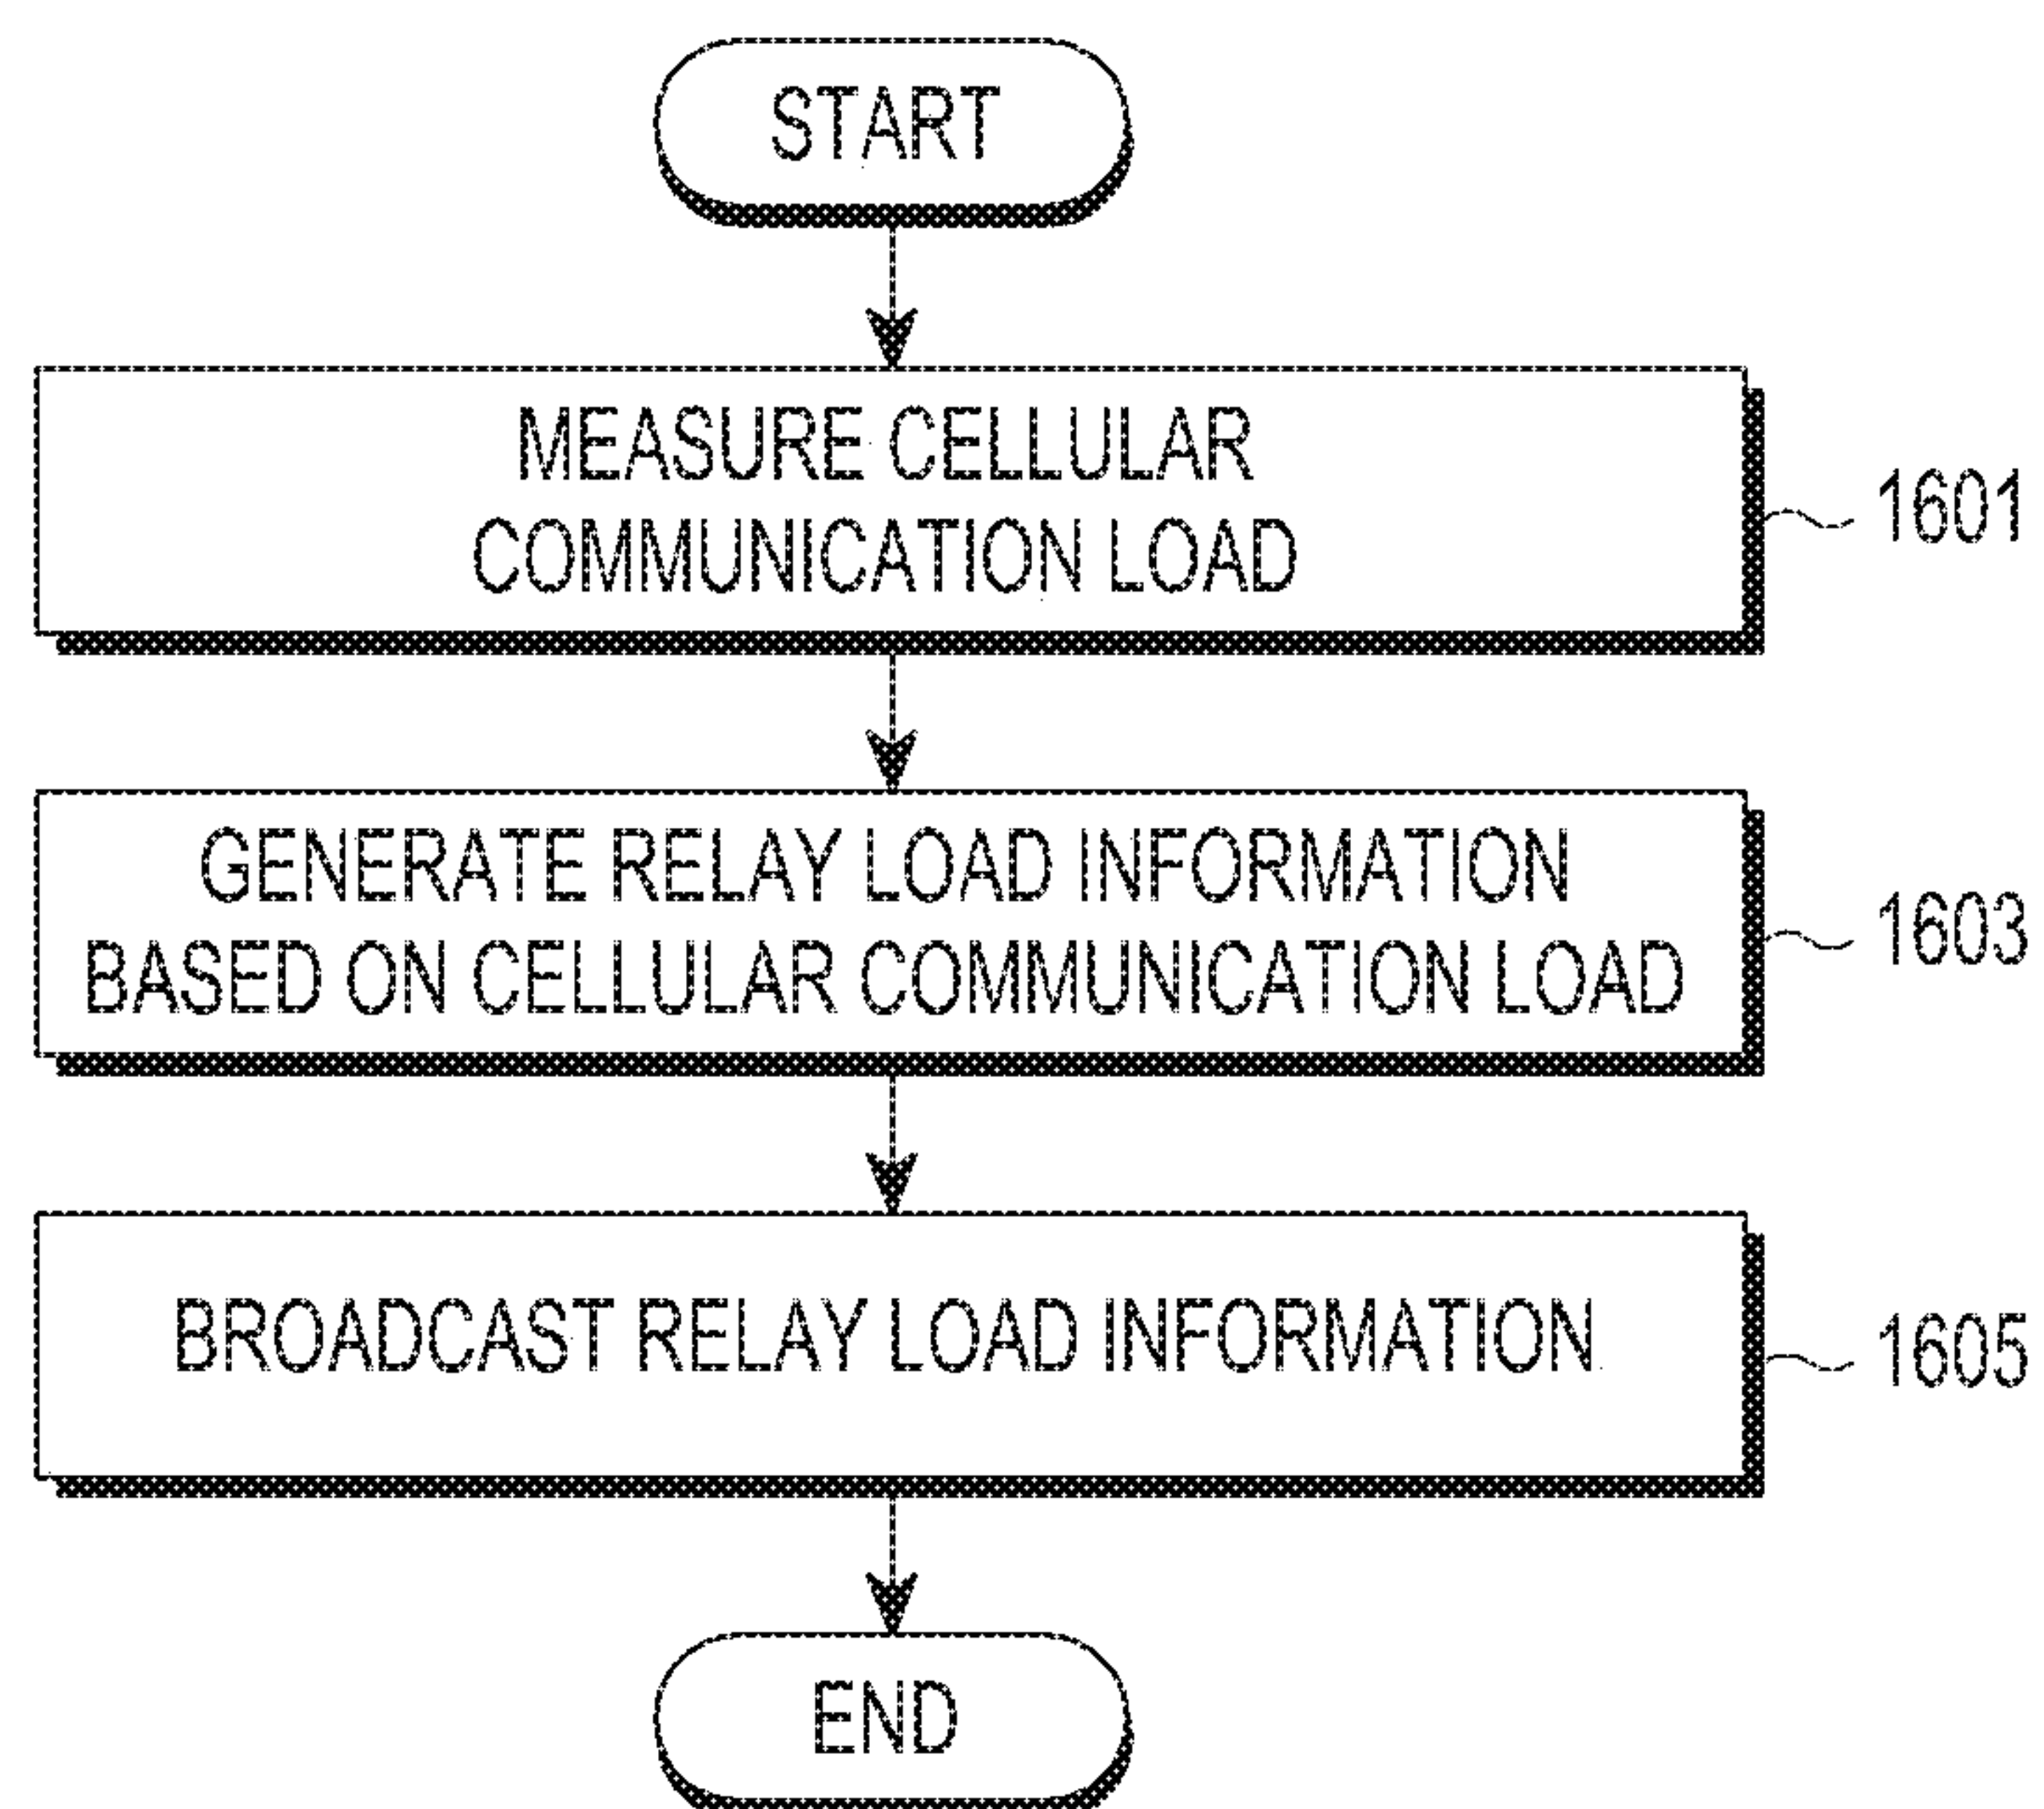 START
MEASURE CELLULAR
COMMUNICATION LOAD
1601
GENERATE RELAY LOAD INFORMATION
BASED ON CELLULAR COMMUNICATION LOAD
1603
BROADCAST RELAY LOAD INFORMATION
1605
END